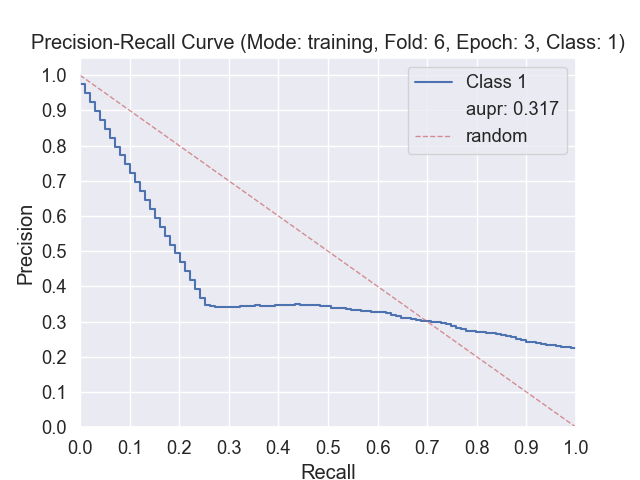 Precision-Recall Curve (Mode: training, Fold: 6, Epoch: 3, Class: 1)
1.0
0.9
0.8
0.7
0.6
0.5
0.4
0.3
0.2
0.1
0.0
Precision
Class 1
aupr: 0.317
random
0.0 0.1 0.2 0.3 0.4 0.5 0.6 0.7 0.8 0.9 1.0
Recall